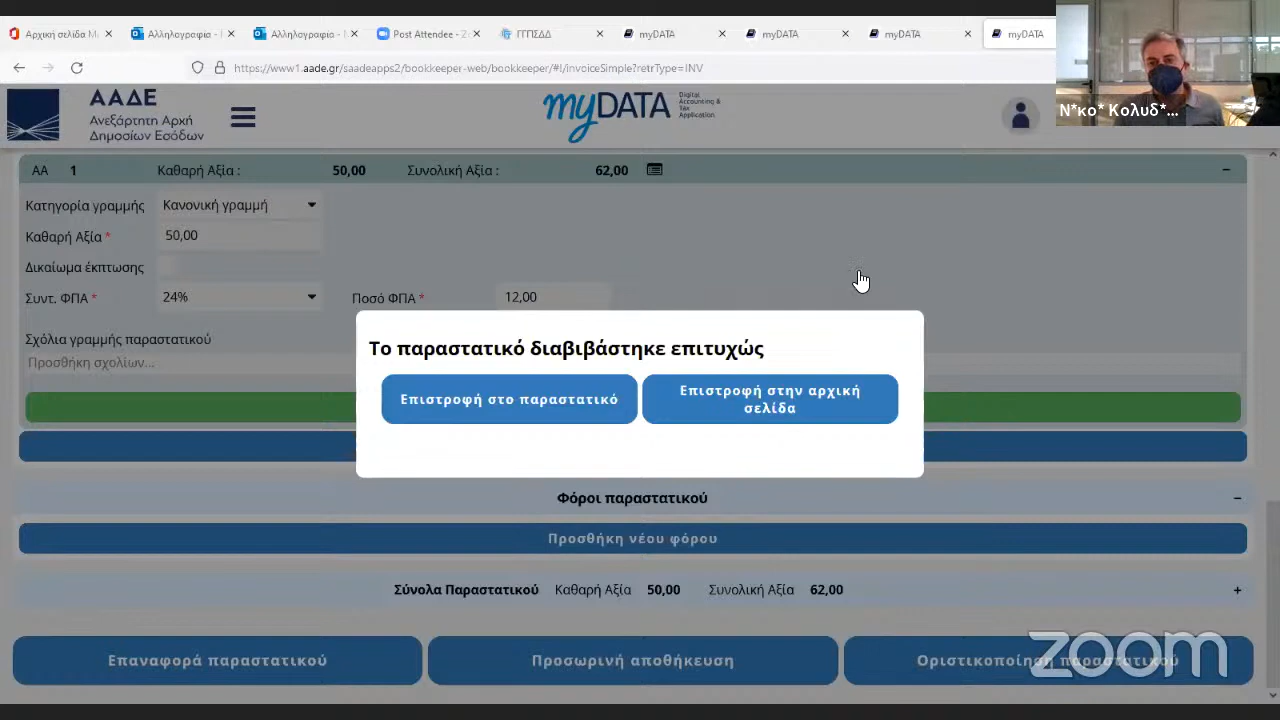 Αρχική σελίδα M
Αλληλογραφία -
Αλληλογραφία -
Post Attendee - Zo
ΓΓΠΣΔΔ
myDATA
myDATA
myDATA
myDATA
https://www1.aade.gr/saadeapps2/bookkeeper-web/bookkeeper/#!/invoiceSimple?retrType=INV
ΑΑΔΕ
Ανεξάρτητη Αρχή
Δημοσίων Εσόδων
myDATA
Digital
Accounting &
Tax
Application
Ν*κο* Κολυδ*...
ΑΑ 1 Καθαρή Αξία : 50,00 Συνολική Αξία : 62,00 −
Κατηγορία γραμμής Κανονική γραμμή
Καθαρή Αξία * 50,00
Δικαίωμα έκπτωσης
Συντ. ΦΠΑ * 24% Ποσό ΦΠΑ * 12,00
Σχόλια γραμμής παραστατικού
Προσθήκη σχολίων...
Το παραστατικό διαβιβάστηκε επιτυχώς
Επιστροφή στο παραστατικό
Επιστροφή στην αρχική
σελίδα
Φόροι παραστατικού −
Προσθήκη νέου φόρου
Σύνολα Παραστατικού Καθαρή Αξία 50,00 Συνολική Αξία 62,00 +
Επαναφορά παραστατικού
Προσωρινή αποθήκευση
Οριστικοποίηση παραστατικού
zoom